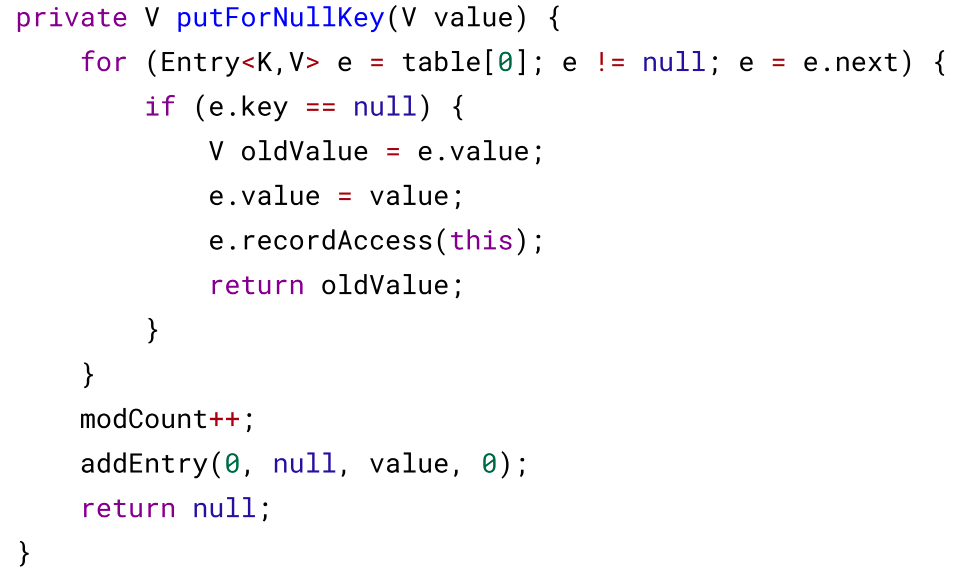 private V putForNullKey(V value) {
    for (Entry<K,V> e = table[0]; e != null; e = e.next) {
        if (e.key == null) {
            V oldValue = e.value;
            e.value = value;
            e.recordAccess(this);
            return oldValue;
        }
    }
    modCount++;
    addEntry(0, null, value, 0);
    return null;
}